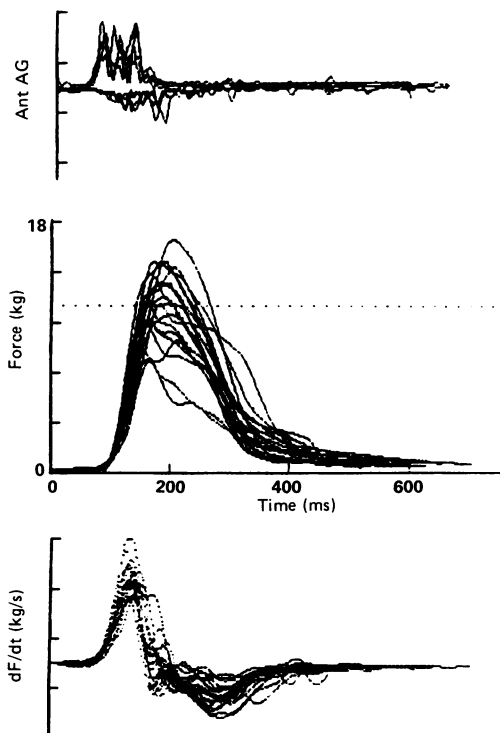 Ant AG
18
Force (kg)
0
0 200 400 600
Time (ms)
dF/dt (kg/s)